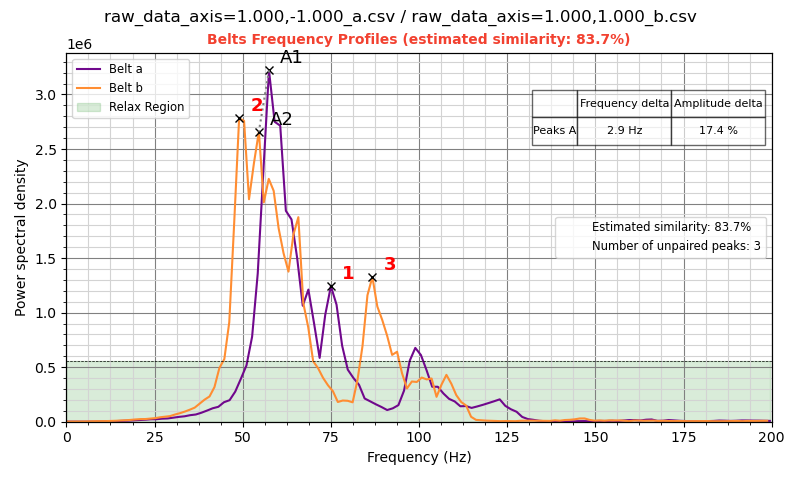 raw_data_axis=1.000,-1.000_a.csv / raw_data_axis=1.000,1.000_b.csv
Belts Frequency Profiles (estimated similarity: 83.7%)
1e6
Belt a
Belt b
Relax Region
A1
2
A2
1
3
Frequency delta Amplitude delta
Peaks A 2.9 Hz 17.4 %
Estimated similarity: 83.7%
Number of unpaired peaks: 3
Power spectral density
3.0
2.5
2.0
1.5
1.0
0.5
0.0
0 25 50 75 100 125 150 175 200
Frequency (Hz)